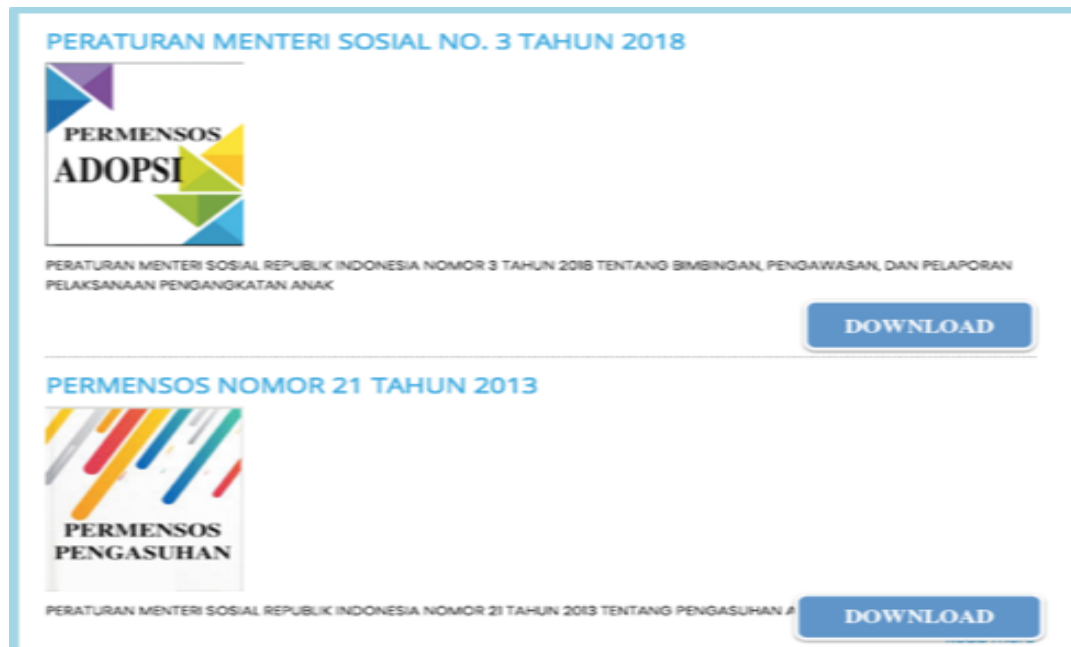 PERATURAN MENTERI SOSIAL NO. 3 TAHUN 2018
PERMENSOS
ADOPSI
PERATURAN MENTERI SOSIAL REPUBLIK INDONESIA NOMOR 3 TAHUN 2018 TENTANG BIMBINGAN, PENGAWASAN, DAN PELAPORAN
PELAKSANAAN PENGANGKATAN ANAK
DOWNLOAD
PERMENSOS NOMOR 21 TAHUN 2013
PERMENSOS
PENGASUHAN
PERATURAN MENTERI SOSIAL REPUBLIK INDONESIA NOMOR 21 TAHUN 2013 TENTANG PENGASUHAN A
DOWNLOAD